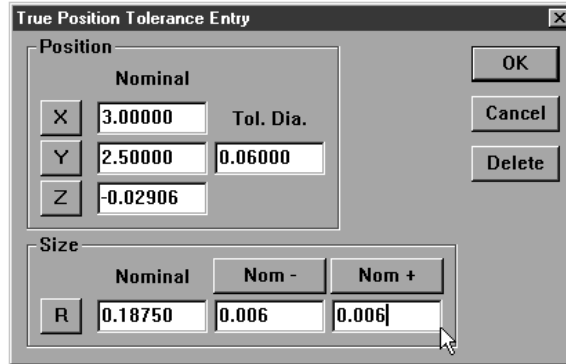 True Position Tolerance Entry
Position
Nominal
X 3.00000 Tol. Dia.
Y 2.50000 0.06000
Z -0.02906
OK
Cancel
Delete
Size
Nominal Nom - Nom +
R 0.18750 0.006 0.006